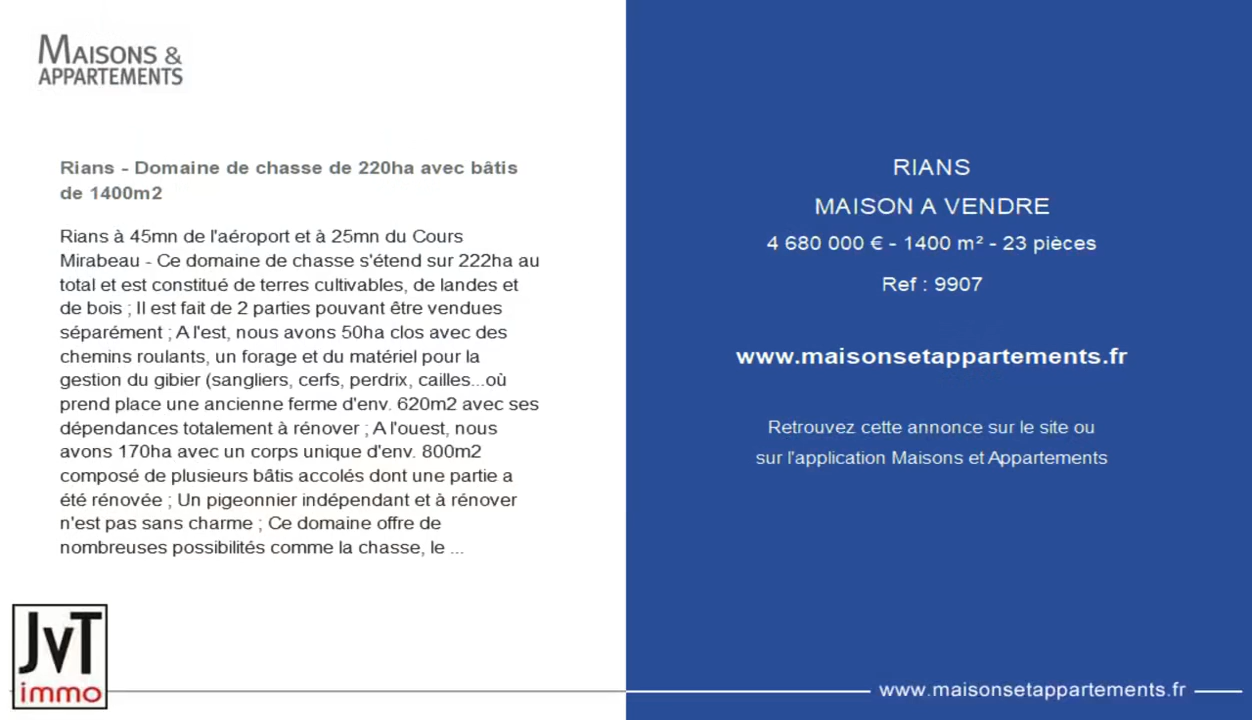 MAISONS &
APPARTEMENTS
Rians - Domaine de chasse de 220ha avec bâtis
de 1400m2
Rians à 45mn de l'aéroport et à 25mn du Cours
Mirabeau - Ce domaine de chasse s'étend sur 222ha au
total et est constitué de terres cultivables, de landes et
de bois ; Il est fait de 2 parties pouvant être vendues
séparément ; A l'est, nous avons 50ha clos avec des
chemins roulants, un forage et du matériel pour la
gestion du gibier (sangliers, cerfs, perdrix, cailles...où
prend place une ancienne ferme d'env. 620m2 avec ses
dépendances totalement à rénover ; A l'ouest, nous
avons 170ha avec un corps unique d'env. 800m2
composé de plusieurs bâtis accolés dont une partie a
été rénovée ; Un pigeonnier indépendant et à rénover
n'est pas sans charme ; Ce domaine offre de
nombreuses possibilités comme la chasse, le ...
JvT
immo
RIANS
MAISON A VENDRE
4 680 000 € - 1400 m² - 23 pièces
Ref : 9907
www.maisonsetappartements.fr
Retrouvez cette annonce sur le site ou
sur l'application Maisons et Appartements
www.maisonsetappartements.fr